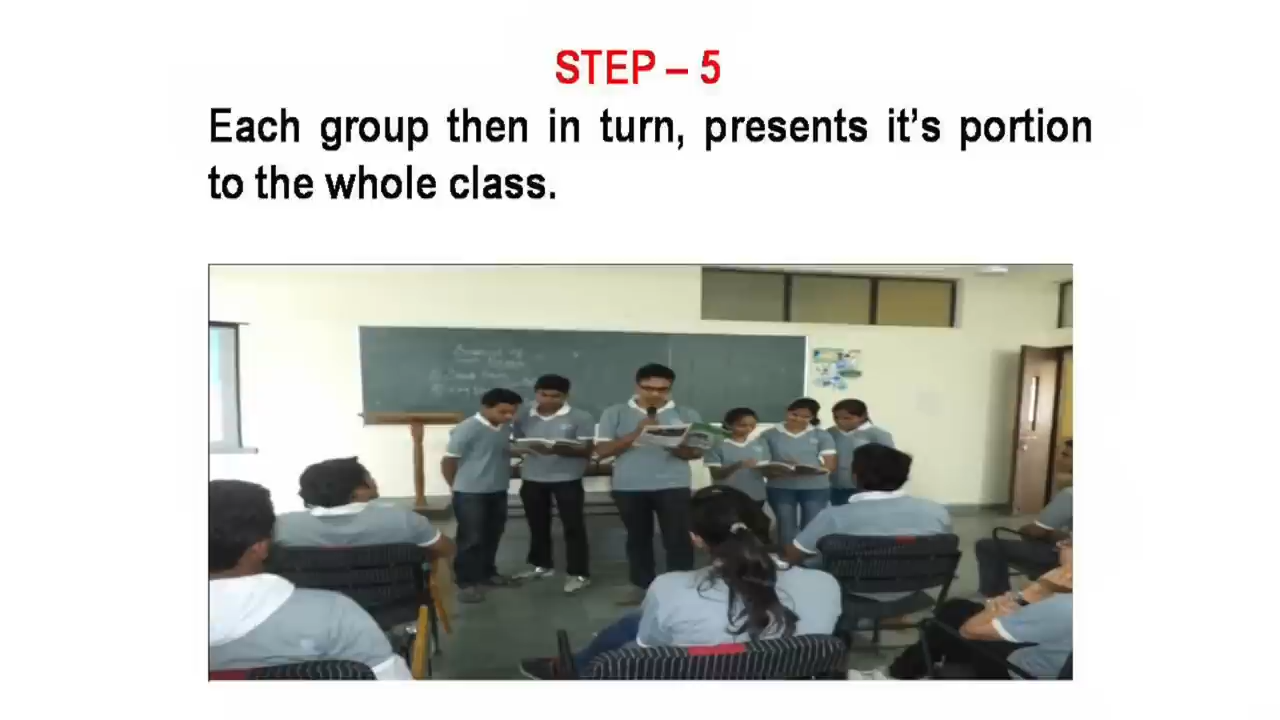 STEP – 5
Each group then in turn, presents it’s portion
to the whole class.